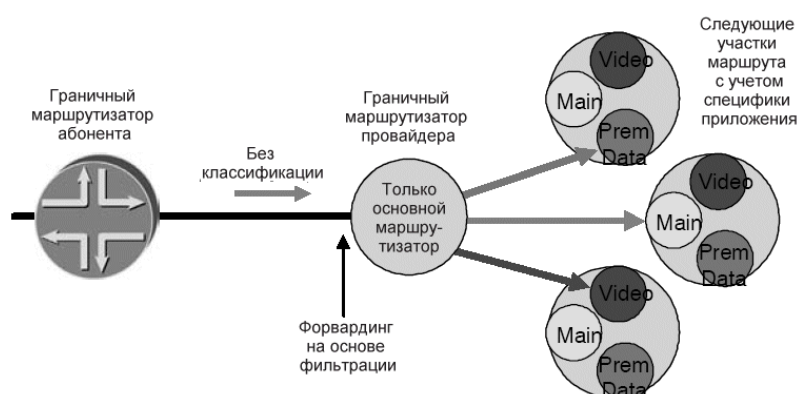 Граничный
маршрутизатор
абонента
Без
классификации
Граничный
маршрутизатор
провайдера
Только
основной
маршру-
тизатор
Форвардинг
на основе
фильтрации
Video
Main
Prem
Data
Video
Main
Prem
Data
Video
Main
Prem
Data
Следующие
участки
маршрута
с учетом
специфики
приложения